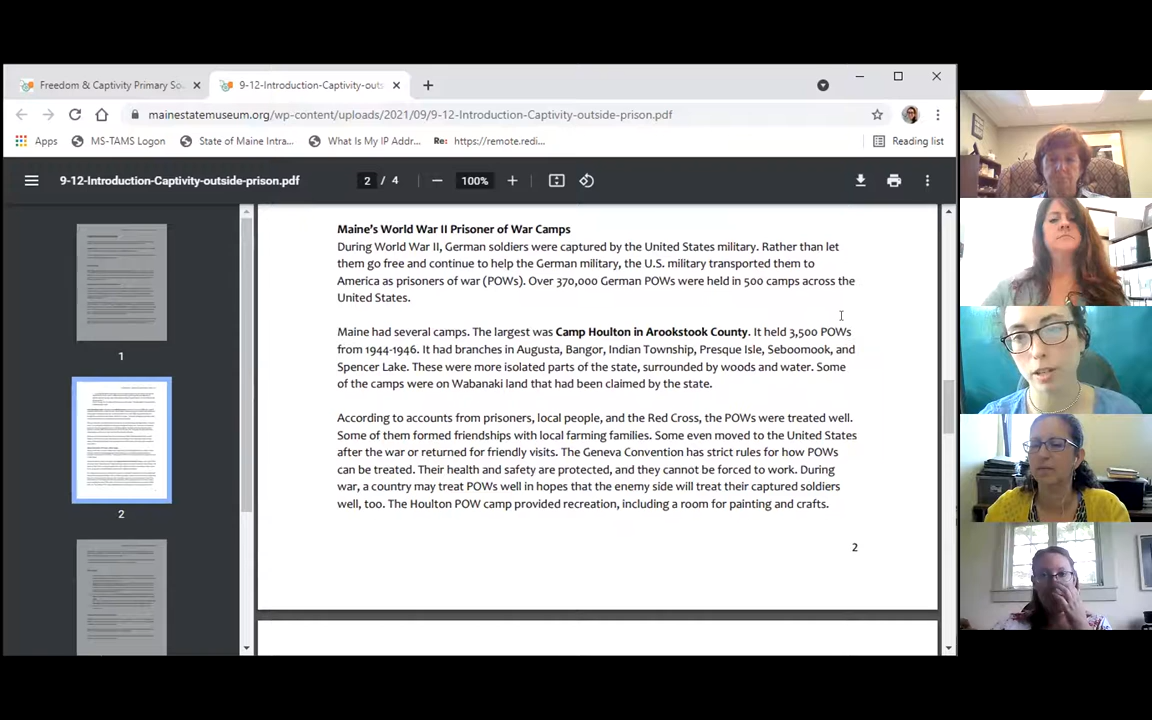 Freedom & Captivity Primary So
9-12-Introduction-Captivity-outs
mainestatemuseum.org/wp-content/uploads/2021/09/9-12-Introduction-Captivity-outside-prison.pdf
Apps MS-TAMS Logon State of Maine Intra... What Is My IP Addr... Re: https://remote.redi... Reading list
9-12-Introduction-Captivity-outside-prison.pdf 2 / 4 100%
Maine's World War II Prisoner of War Camps
During World War II, German soldiers were captured by the United States military. Rather than let
them go free and continue to help the German military, the U.S. military transported them to
America as prisoners of war (POWs). Over 370,000 German POWs were held in 500 camps across the
United States.
Maine had several camps. The largest was Camp Houlton in Arookstook County. It held 3,500 POWs
from 1944-1946. It had branches in Augusta, Bangor, Indian Township, Presque Isle, Seboomook, and
Spencer Lake. These were more isolated parts of the state, surrounded by woods and water. Some
of the camps were on Wabanaki land that had been claimed by the state.
According to accounts from prisoners, local people, and the Red Cross, the POWs were treated well.
Some of them formed friendships with local farming families. Some even moved to the United States
after the war or returned for friendly visits. The Geneva Convention has strict rules for how POWs
can be treated. Their health and safety are protected, and they cannot be forced to work. During
war, a country may treat POWs well in hopes that the enemy side will treat their captured soldiers
well, too. The Houlton POW camp provided recreation, including a room for painting and crafts.
2
1
2